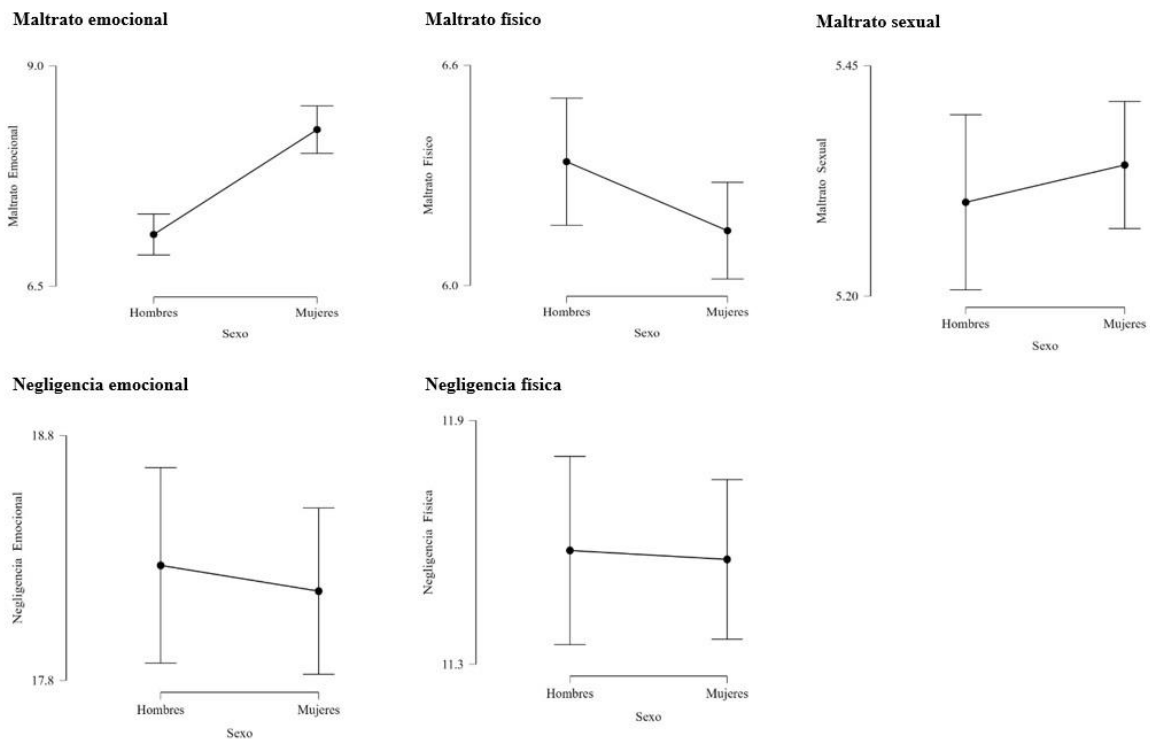 Maltrato emocional
9.0
Maltrato Emocional
6.5
Hombres
Mujeres
Sexo
Maltrato físico
6.6
Maltrato Físico
6.0
Hombres
Mujeres
Sexo
Maltrato sexual
5.45
Maltrato Sexual
5.20
Hombres
Mujeres
Sexo
Negligencia emocional
18.8
Negligencia Emocional
17.8
Hombres
Mujeres
Sexo
Negligencia física
11.9
Negligencia Física
11.3
Hombres
Mujeres
Sexo